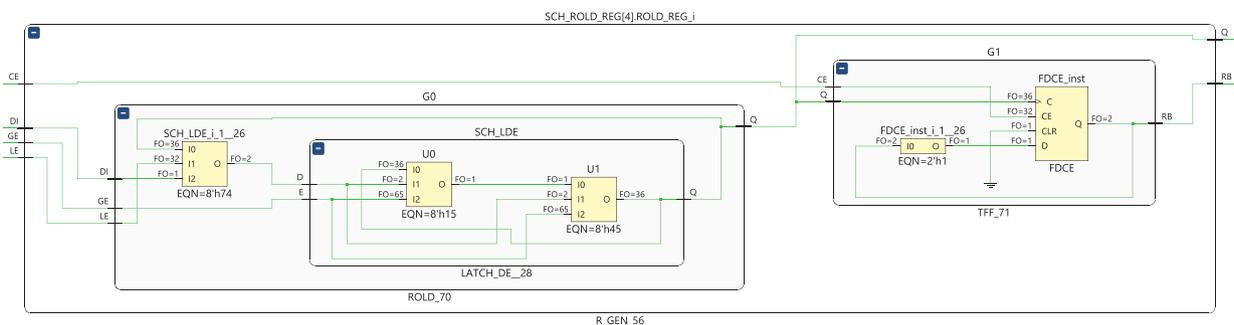 SCH_ROLD_REG[4].ROLD_REG_i
Q
CE
RB
DI
GE
LE
G0
Q
SCH_LDE_i_1__26
FO=36
I0
FO=32
I1
O
FO=2
FO=1
I2
EQN=8'h74
DI
GE
LE
SCH_LDE
D
E
U0
FO=36
I0
FO=2
I1
O
FO=1
FO=65
I2
EQN=8'h15
U1
FO=1
I0
FO=2
I1
O
FO=36
FO=65
I2
EQN=8'h45
Q
LATCH_DE__28
ROLD_70
G1
CE
Q
FDCE_inst
FO=36
C
FO=32
CE
FO=1
CLR
FO=1
D
Q
FO=2
FDCE
RB
FDCE_inst_i_1__26
FO=2
I0
O
FO=1
EQN=2'h1
TFF_71
R_GEN_56